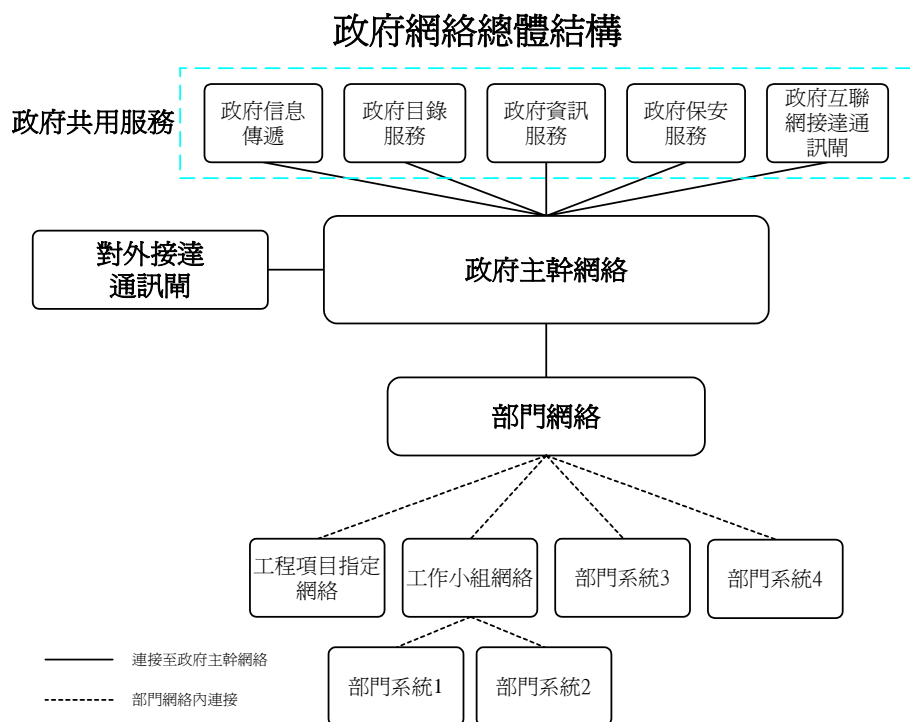 政府網絡總體結構
政府共用服務
政府信息
傳遞
政府目錄
服務
政府資訊
服務
政府保安
服務
政府互聯
網接達通
訊閘
對外接達
通訊閘
政府主幹網絡
部門網絡
工程項目指定
網絡
工作小組網絡
部門系統3
部門系統4
部門系統1
部門系統2
連接至政府主幹網絡
部門網絡內連接